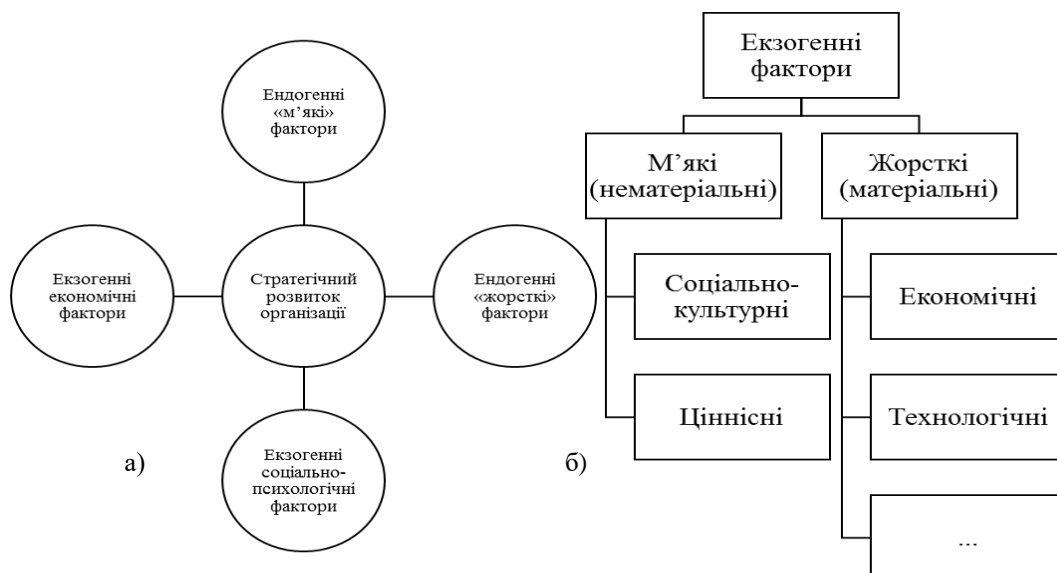 Ендогенні
«м’які»
фактори
Екзогенні
економічні
фактори
Стратегічний
розвиток
організації
Ендогенні
«жорсткі»
фактори
Екзогенні
соціально-
психологічні
фактори
а)
Екзогенні
фактори
М’які
(нематеріальні)
Жорсткі
(матеріальні)
Соціально-
культурні
Економічні
Ціннісні
Технологічні
...
б)